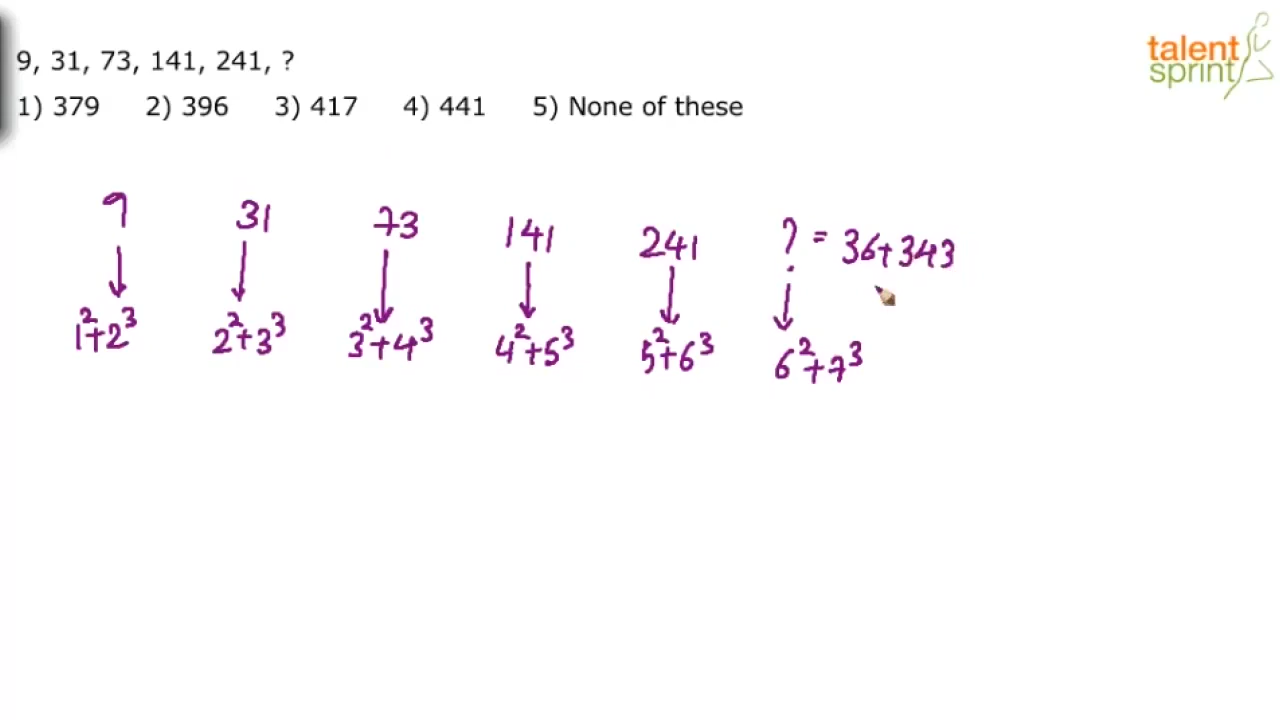 talent
sprint
9, 31, 73, 141, 241, ?
1) 379 2) 396 3) 417 4) 441 5) None of these
9 31 73 141 241 ? = 36+343
1²+2³ 2²+3³ 3²+4³ 4²+5³ 5²+6³ 6²+7³